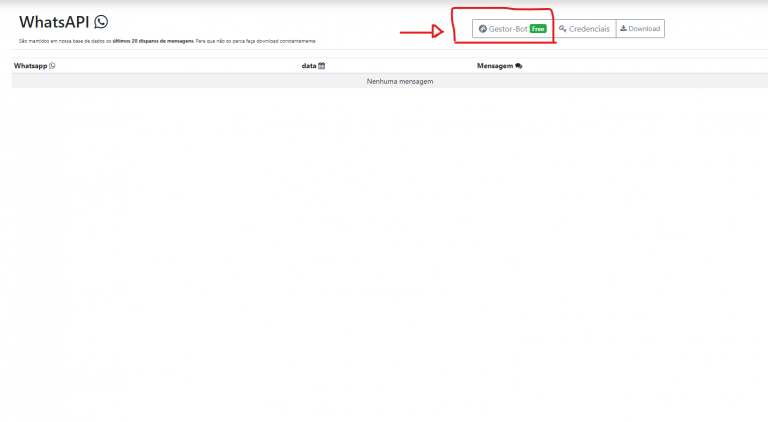 WhatsAPI
São mantidos em nossa base de dados os últimos 20 disparos de mensagens. Para que não os perca faça download constantemente
Gestor-Bot Free Credenciais Download
Whatsapp data Mensagem
Nenhuma mensagem